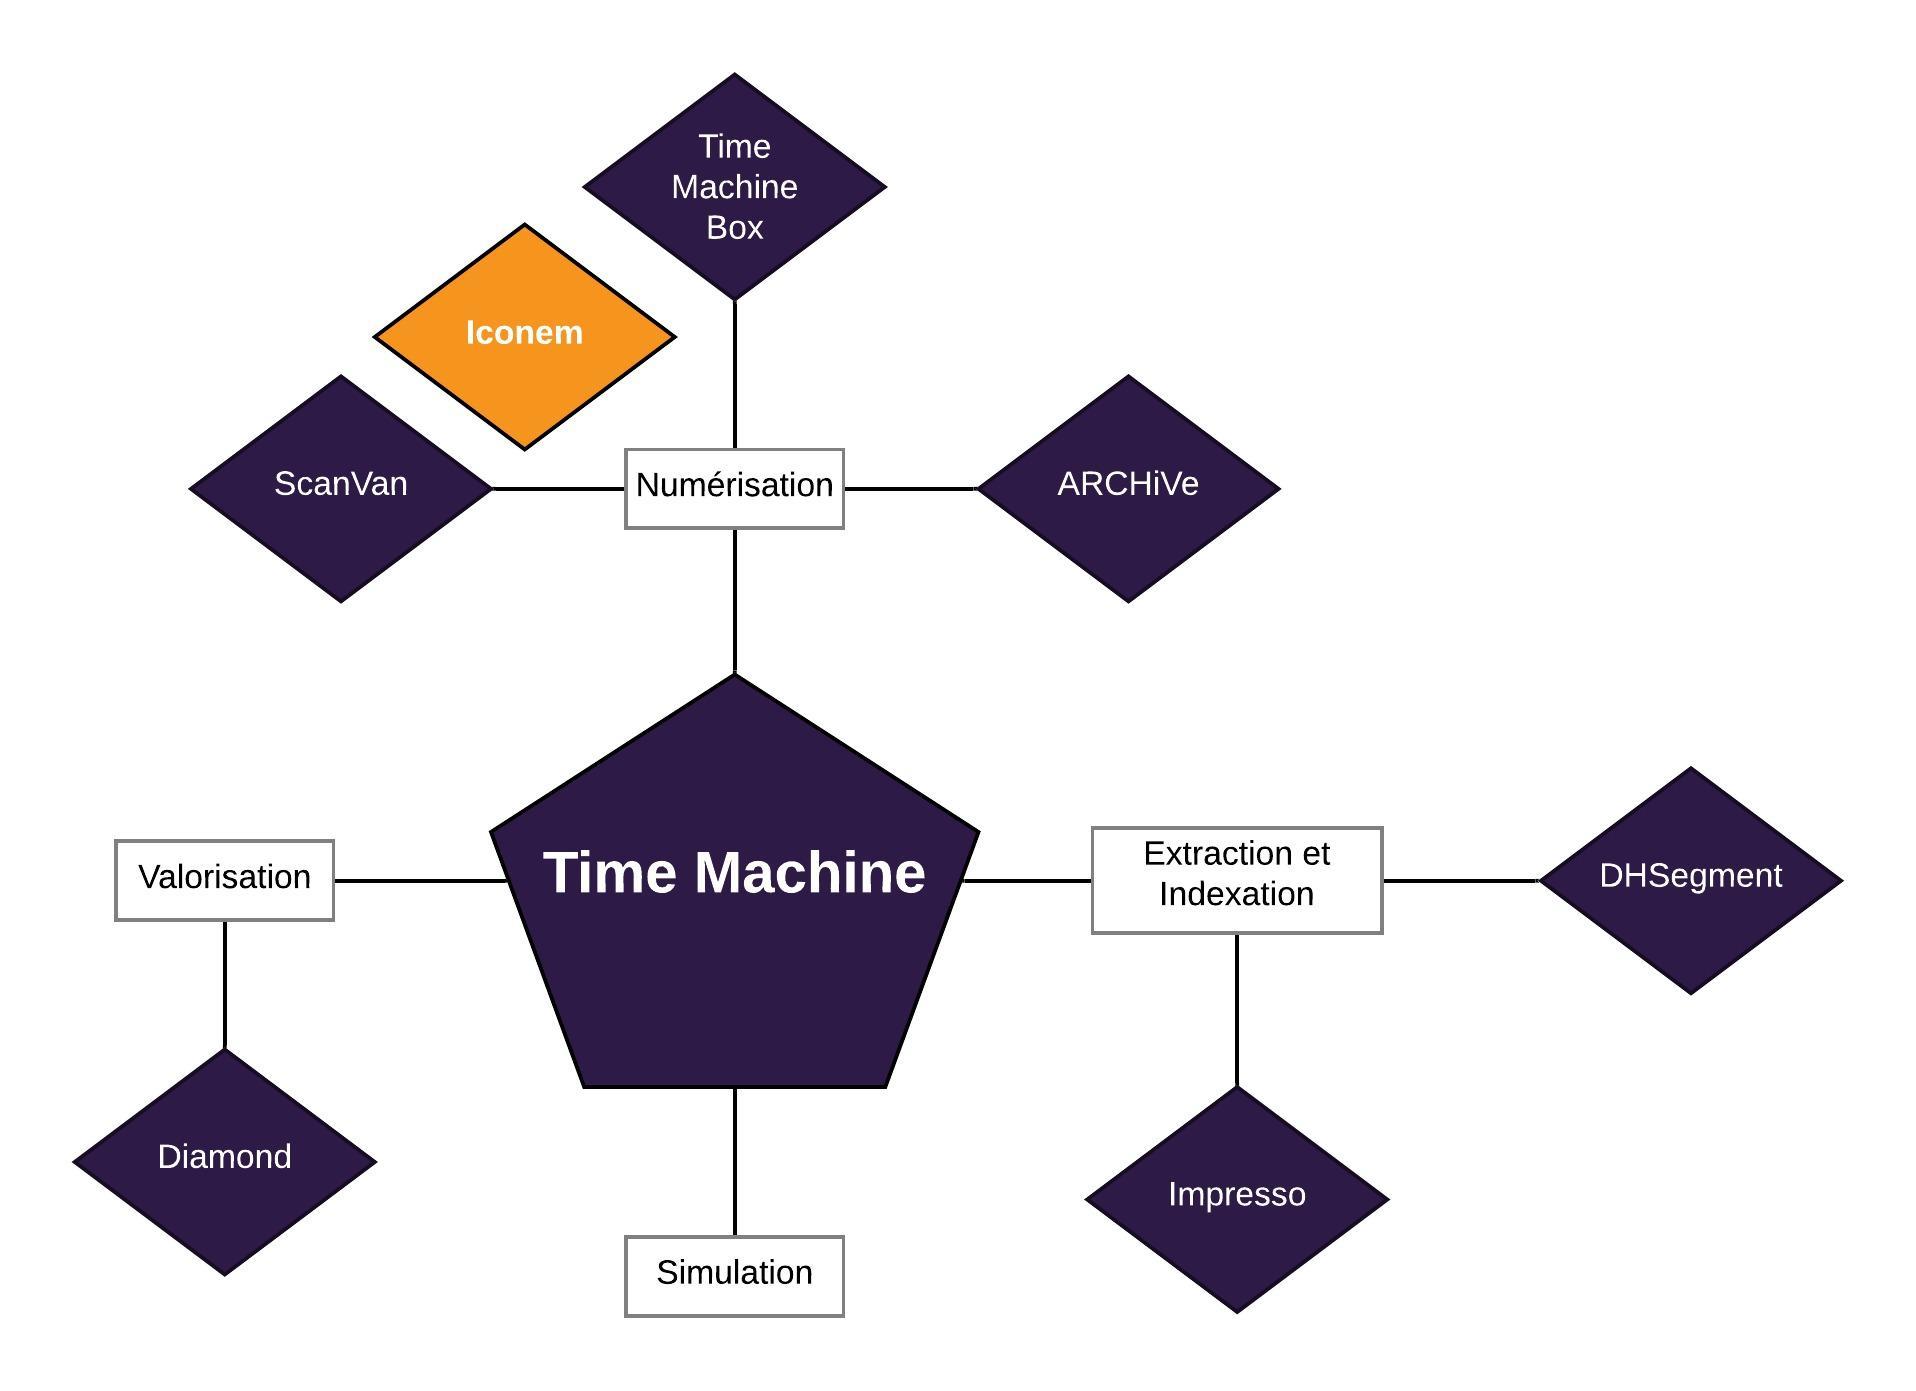 Time
Machine
Box
Iconem
ScanVan
Numérisation
ARCHiVe
Time Machine
Valorisation
Extraction et
Indexation
DHSegment
Diamond
Impresso
Simulation